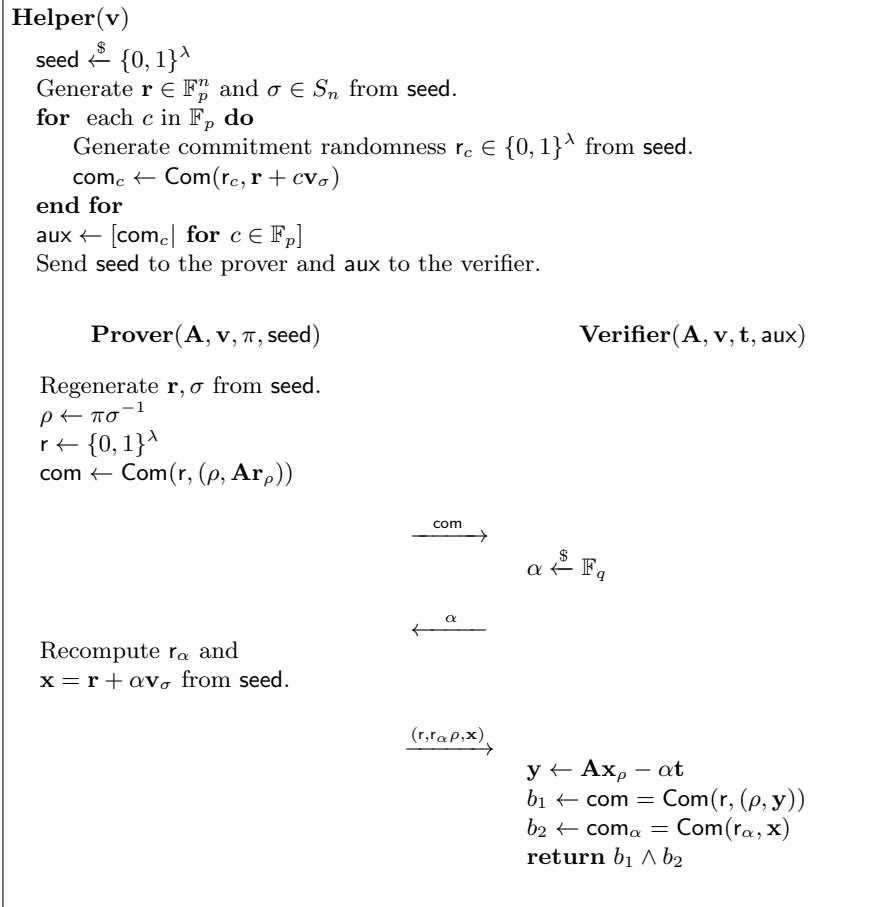 Helper(v)
seed ←$ {0, 1}^λ
Generate r ∈ 𝔽_p^n and σ ∈ S_n from seed.
for each c in 𝔽_p do
Generate commitment randomness r_c ∈ {0, 1}^λ from seed.
com_c ← Com(r_c, r + cv_σ)
end for
aux ← [com_c| for c ∈ 𝔽_p]
Send seed to the prover and aux to the verifier.
Prover(A, v, π, seed) Verifier(A, v, t, aux)
Regenerate r, σ from seed.
ρ ← πσ^{−1}
r ← {0, 1}^λ
com ← Com(r, (ρ, Ar_ρ))
com
α ←$ 𝔽_q
α
Recompute r_α and
x = r + αv_σ from seed.
(r,r_αρ,x)
y ← Ax_ρ − αt
b_1 ← com = Com(r, (ρ, y))
b_2 ← com_α = Com(r_α, x)
return b_1 ∧ b_2